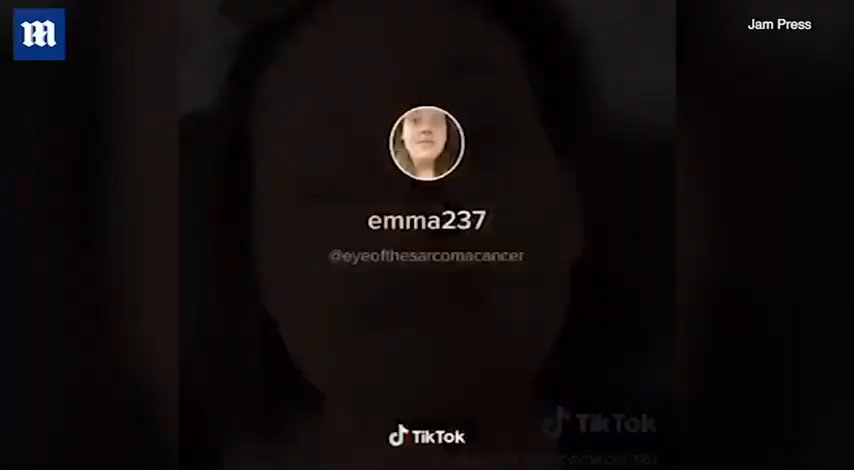 m
Jam Press
emma237
@eyeofthesarcomacancer
TikTok
TikTok